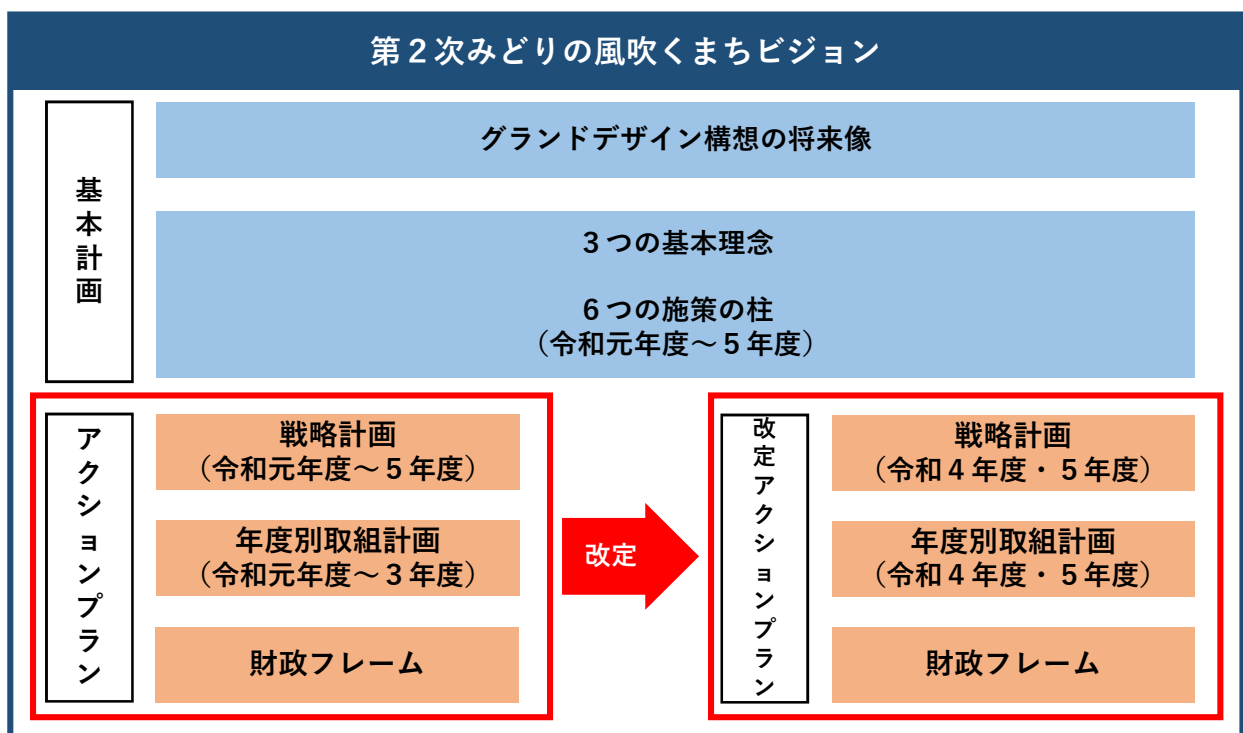 第２次みどりの風吹くまちビジョン
基本計画
グランドデザイン構想の将来像
３つの基本理念
６つの施策の柱
（令和元年度～５年度）
アクションプラン
戦略計画
（令和元年度～５年度）
年度別取組計画
（令和元年度～３年度）
財政フレーム
改定
改定アクションプラン
戦略計画
（令和４年度・５年度）
年度別取組計画
（令和４年度・５年度）
財政フレーム